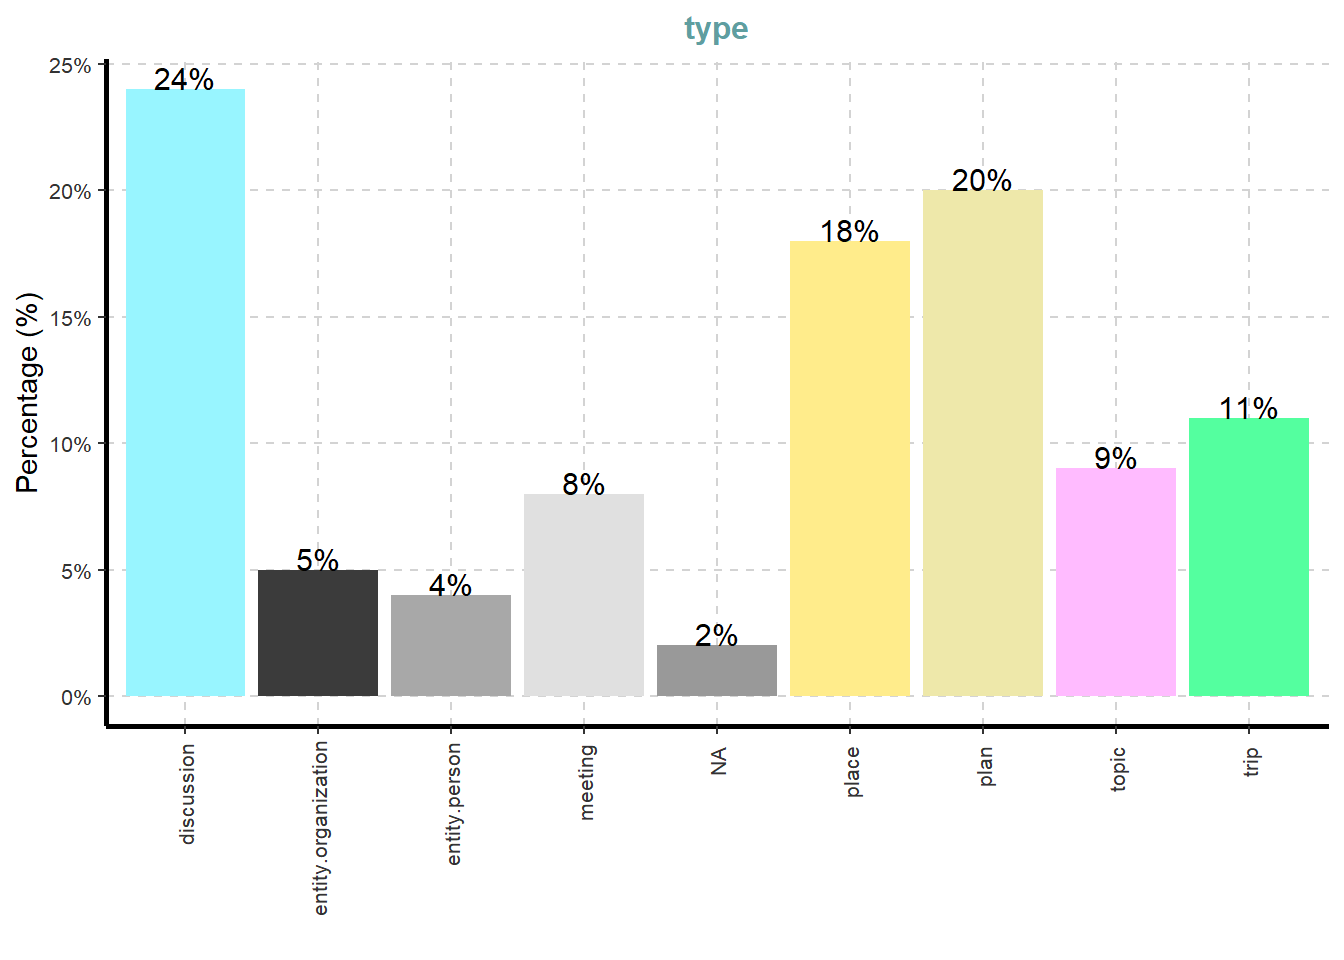 type
Percentage (%)
25%
20%
15%
10%
5%
0%
24%
5%
4%
8%
2%
18%
20%
9%
11%
discussion
entity.organization
entity.person
meeting
NA
place
plan
topic
trip